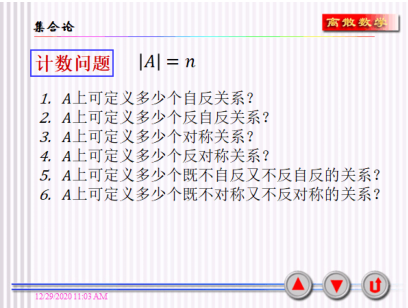 集合论
离散数学
计数问题 |A| = n
1. A上可定义多少个自反关系?
2. A上可定义多少个反自反关系?
3. A上可定义多少个对称关系?
4. A上可定义多少个反对称关系?
5. A上可定义多少个既不自反又不反自反的关系?
6. A上可定义多少个既不对称又不反对称的关系?
12/29/2020 11:03 AM